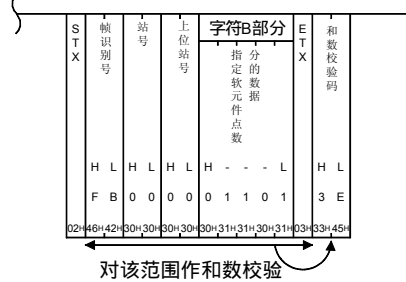 STX 帧识别号 站号 上位站号 字符B部分 ETX 和数校验码
指定软元件点数 分的数据
H L H L H L H - - - L H L
F B 0 0 0 0 0 1 1 0 1 3 E
02H 46H 42H 30H 30H 30H 30H 30H 31H 31H 30H 31H 03H 33H 45H
对该范围作和数校验